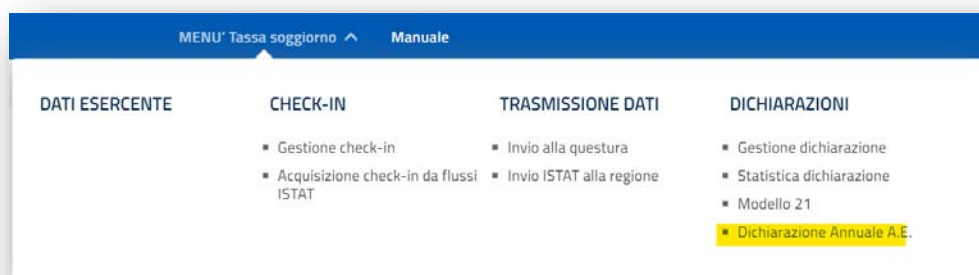 MENU' Tassa soggiorno Manuale
DATI ESERCENTE
CHECK-IN
Gestione check-in
Acquisizione check-in da flussi
ISTAT
TRASMISSIONE DATI
Invio alla questura
Invio ISTAT alla regione
DICHIARAZIONI
Gestione dichiarazione
Statistica dichiarazione
Modello 21
Dichiarazione Annuale A.E.